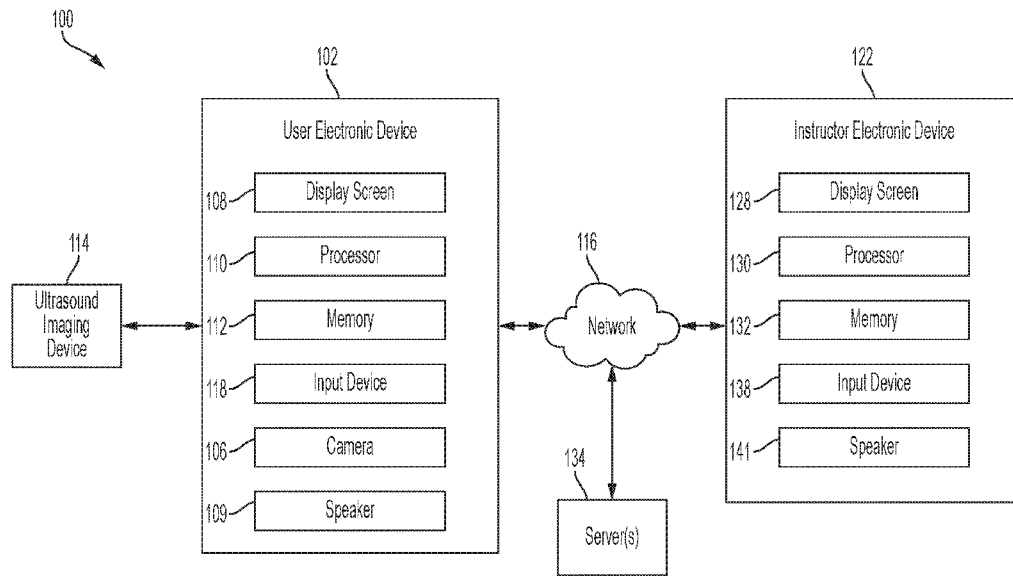 100
102
User Electronic Device
108
Display Screen
110
Processor
112
Memory
118
Input Device
106
Camera
109
Speaker
114
Ultrasound
Imaging
Device
116
Network
134
Server(s)
122
Instructor Electronic Device
128
Display Screen
130
Processor
132
Memory
138
Input Device
141
Speaker